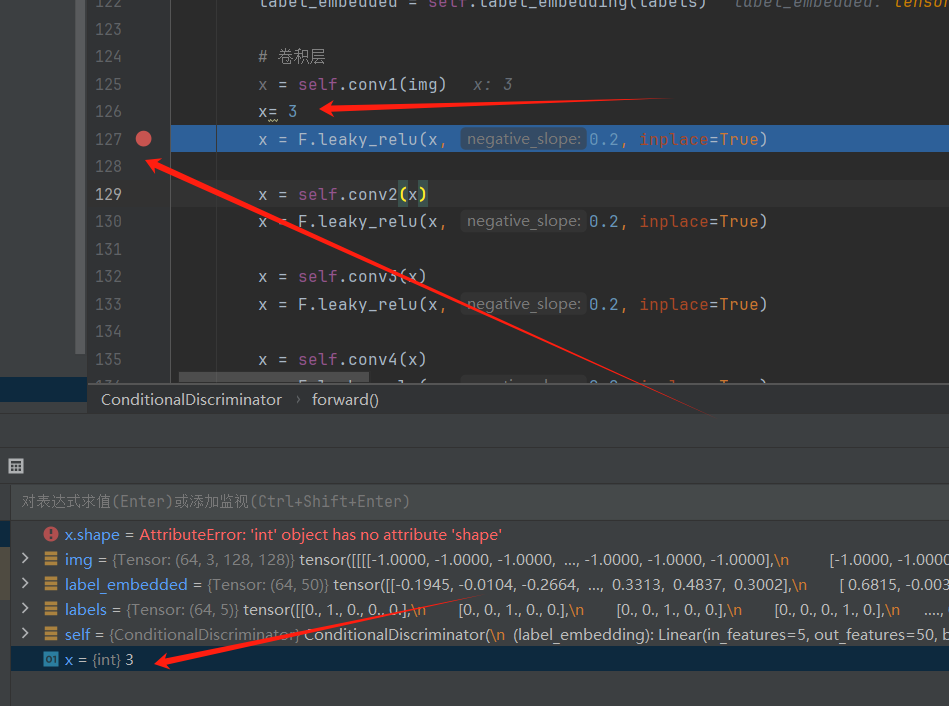 122 label_embedded = self.label_embedding(labels) label_embedded: tensor
123
124 # 卷积层
125 x = self.conv1(img) x: 3
126 x= 3
127 x = F.leaky_relu(x, negative_slope: 0.2, inplace=True)
128
129 x = self.conv2(x)
130 x = F.leaky_relu(x, negative_slope: 0.2, inplace=True)
131
132 x = self.conv3(x)
133 x = F.leaky_relu(x, negative_slope: 0.2, inplace=True)
134
135 x = self.conv4(x)
ConditionalDiscriminator › forward()
对表达式求值(Enter)或添加监视(Ctrl+Shift+Enter)
x.shape = AttributeError: 'int' object has no attribute 'shape'
img = {Tensor: (64, 3, 128, 128)} tensor([[[[-1.0000, -1.0000, -1.0000, ..., -1.0000, -1.0000, -1.0000],\n [-1.0000, -1.0000
label_embedded = {Tensor: (64, 50)} tensor([[-0.1945, -0.0104, -0.2664, ..., 0.3313, 0.4837, 0.3002],\n [ 0.6815, -0.003
labels = {Tensor: (64, 5)} tensor([[0., 1., 0., 0., 0.],\n [0., 0., 1., 0., 0.],\n [0., 0., 1., 0., 0.],\n [0., 0., 0., 1., 0.],\n ....,
self = {ConditionalDiscriminator} ConditionalDiscriminator(\n (label_embedding): Linear(in_features=5, out_features=50, b
01 x = {int} 3